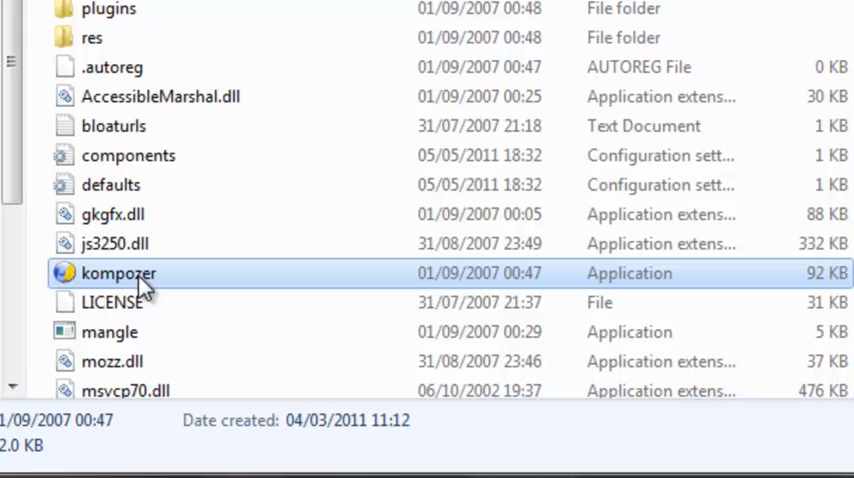 plugins 01/09/2007 00:48 File folder
res 01/09/2007 00:48 File folder
.autoreg 01/09/2007 00:47 AUTOREG File 0 KB
AccessibleMarshal.dll 01/09/2007 00:25 Application extens... 30 KB
bloaturls 31/07/2007 21:18 Text Document 1 KB
components 05/05/2011 18:32 Configuration sett... 1 KB
defaults 05/05/2011 18:32 Configuration sett... 1 KB
gkgfx.dll 01/09/2007 00:05 Application extens... 88 KB
js3250.dll 31/08/2007 23:49 Application extens... 332 KB
kompozer 01/09/2007 00:47 Application 92 KB
LICENSE 31/07/2007 21:37 File 31 KB
mangle 01/09/2007 00:29 Application 5 KB
mozz.dll 31/08/2007 23:46 Application extens... 37 KB
msvcp70.dll 06/10/2002 19:37 Application extens... 476 KB
1/09/2007 00:47 Date created: 04/03/2011 11:12
2.0 KB